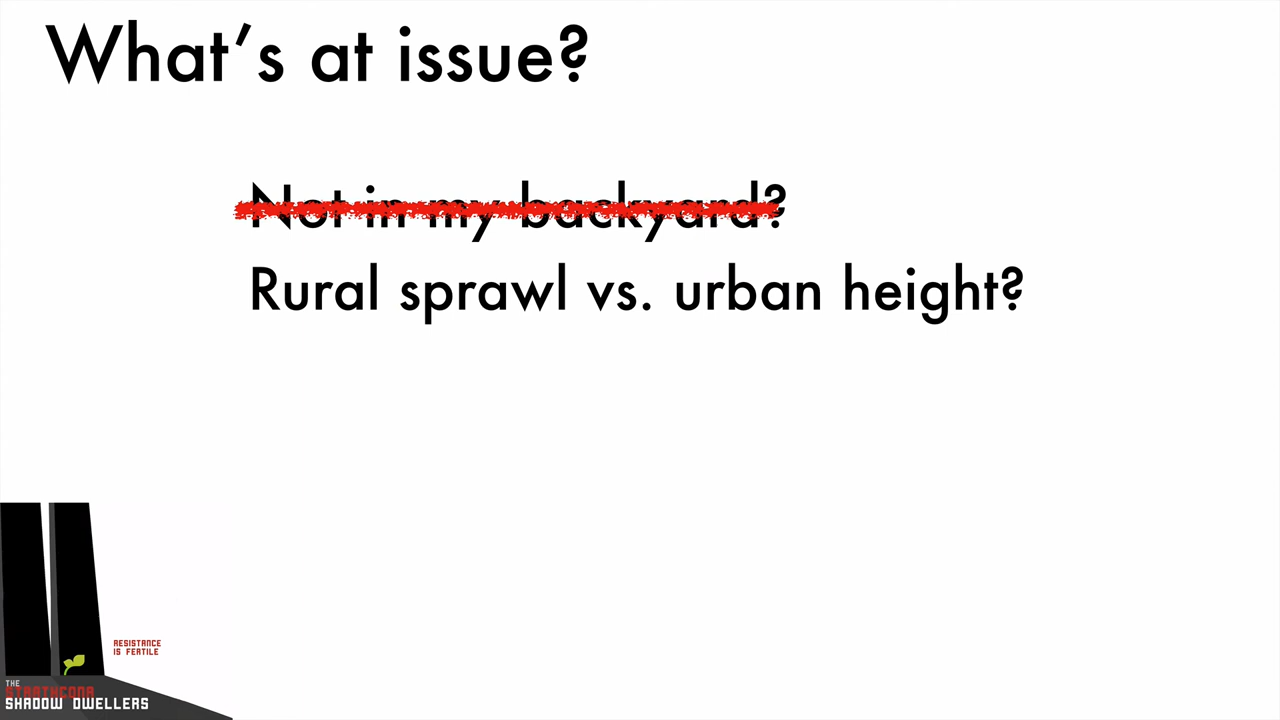 What's at issue?
Not in my backyard?
Rural sprawl vs. urban height?
RESISTANCE
IS FERTILE
THE
STRATHCONA
SHADOW DWELLERS